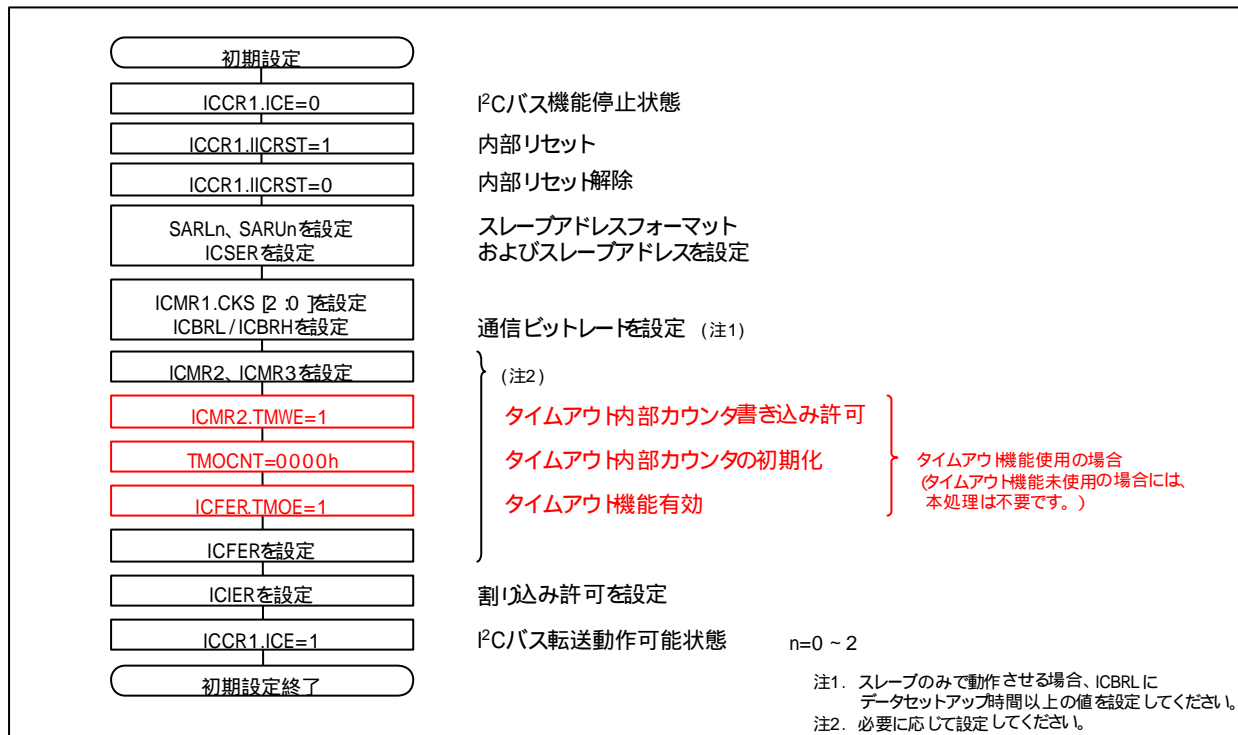 初期設定
ICCR1.ICE=0
I²Cバス機能停止状態
ICCR1.IICRST=1
内部リセット
ICCR1.IICRST=0
内部リセット解除
SARLn、SARUnを設定
ICSERを設定
スレーブアドレスフォーマット
およびスレーブアドレスを設定
ICMR1.CKS [2:0]を設定
ICBRL/ICBRHを設定
通信ビットレートを設定 (注1)
ICMR2、ICMR3を設定
(注2)
ICMR2.TMWE=1
タイムアウト内部カウンタ書き込み許可
TMOCNT=0000h
タイムアウト内部カウンタの初期化
ICFER.TMOE=1
タイムアウト機能有効
タイムアウト機能使用の場合
(タイムアウト機能未使用の場合には、
本処理は不要です。)
ICFERを設定
ICIERを設定
割り込み許可を設定
ICCR1.ICE=1
I²Cバス転送動作可能状態
n=0 ~ 2
初期設定終了
注1. スレーブのみで動作させる場合、ICBRLに
データセットアップ時間以上の値を設定してください。
注2. 必要に応じて設定してください。